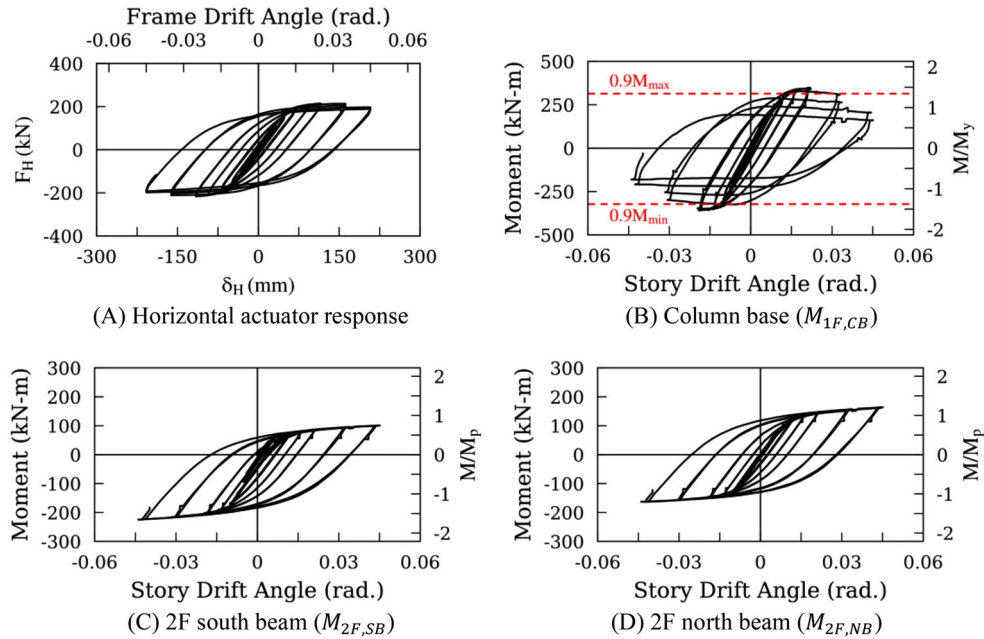 Frame Drift Angle (rad.)
-0.06 -0.03 0 0.03 0.06
400
200
0
-200
-400
F_H (kN)
-300 -150 0 150 300
δ_H (mm)
(A) Horizontal actuator response
500
250
0
-250
-500
Moment (kN-m)
0.9M_max
0.9M_min
2
1
0
-1
-2
M/M_y
-0.06 -0.03 0 0.03 0.06
Story Drift Angle (rad.)
(B) Column base (M_1F,CB)
300
200
100
0
-100
-200
-300
Moment (kN-m)
2
1
0
-1
-2
M/M_p
-0.06 -0.03 0 0.03 0.06
Story Drift Angle (rad.)
(C) 2F south beam (M_2F,SB)
300
200
100
0
-100
-200
-300
Moment (kN-m)
2
1
0
-1
-2
M/M_p
-0.06 -0.03 0 0.03 0.06
Story Drift Angle (rad.)
(D) 2F north beam (M_2F,NB)